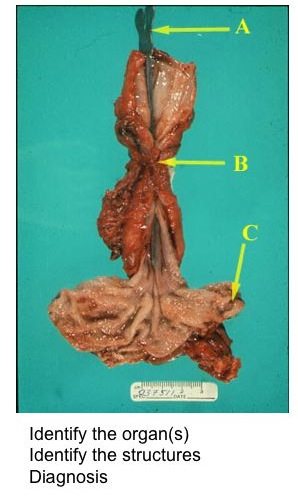 A
B
C
Identify the organ(s)
Identify the structures
Diagnosis